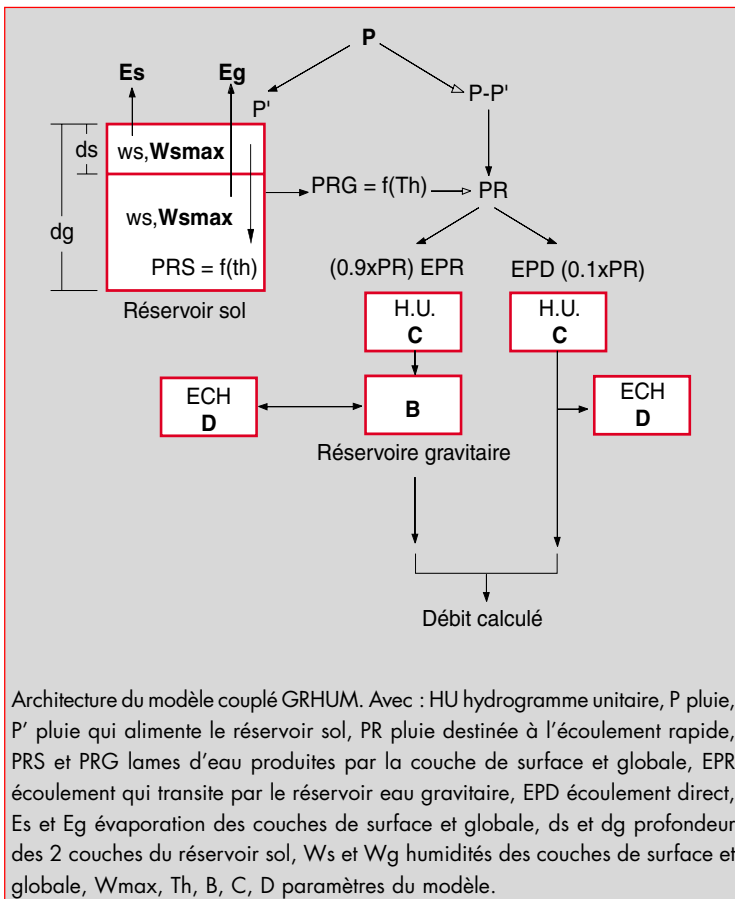 P
Es
Eg
P'
P-P'
ds
ws,Wsmax
dg
ws,Wsmax
PRS = f(th)
PRG = f(Th)
PR
Réservoir sol
(0.9xPR) EPR
EPD (0.1xPR)
H.U.
C
H.U.
C
ECH
D
B
ECH
D
Réservoire gravitaire
Débit calculé
Architecture du modèle couplé GRHUM. Avec : HU hydrogramme unitaire, P pluie,
P' pluie qui alimente le réservoir sol, PR pluie destinée à l'écoulement rapide,
PRS et PRG lames d'eau produites par la couche de surface et globale, EPR
écoulement qui transite par le réservoir eau gravitaire, EPD écoulement direct,
Es et Eg évaporation des couches de surface et globale, ds et dg profondeur
des 2 couches du réservoir sol, Ws et Wg humidités des couches de surface et
globale, Wmax, Th, B, C, D paramètres du modèle.